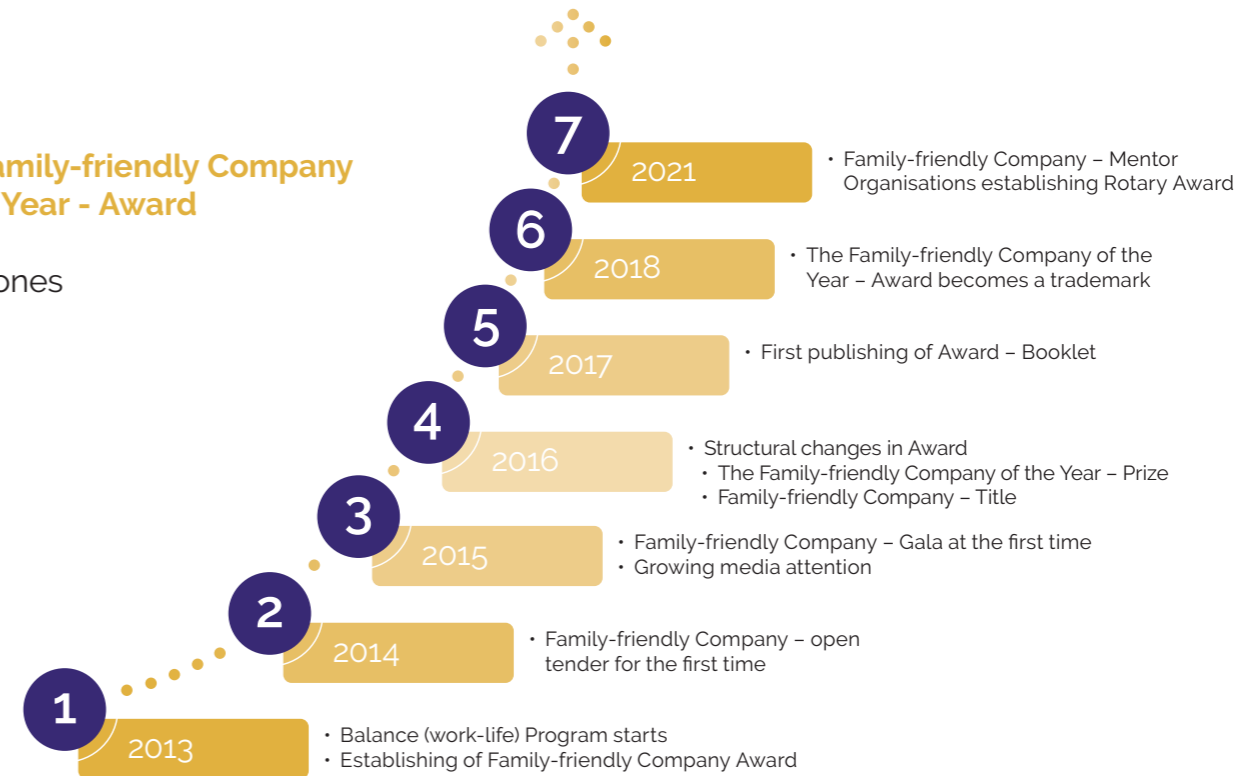 amily-friendly Company
Year - Award
ones
7
2021
• Family-friendly Company – Mentor
Organisations establishing Rotary Award
6
2018
• The Family-friendly Company of the
Year – Award becomes a trademark
5
2017
• First publishing of Award – Booklet
4
2016
• Structural changes in Award
• The Family-friendly Company of the Year – Prize
• Family-friendly Company – Title
3
2015
• Family-friendly Company – Gala at the first time
• Growing media attention
2
2014
• Family-friendly Company – open
tender for the first time
1
2013
• Balance (work-life) Program starts
• Establishing of Family-friendly Company Award